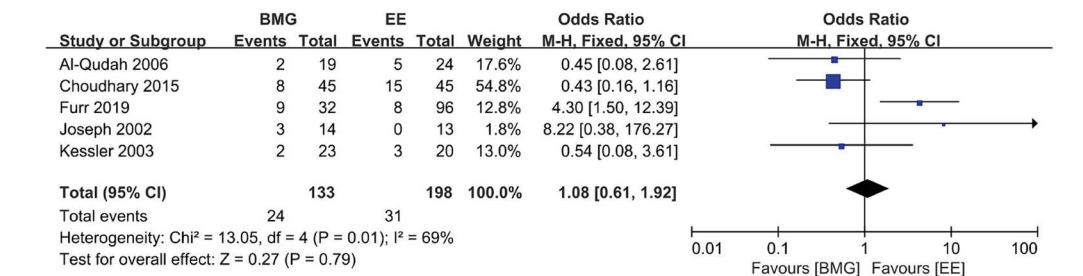 BMG EE Odds Ratio Odds Ratio
Study or Subgroup Events Total Events Total Weight M-H, Fixed, 95% CI M-H, Fixed, 95% CI
Al-Qudah 2006 2 19 5 24 17.6% 0.45 [0.08, 2.61]
Choudhary 2015 8 45 15 45 54.8% 0.43 [0.16, 1.16]
Furr 2019 9 32 8 96 12.8% 4.30 [1.50, 12.39]
Joseph 2002 3 14 0 13 1.8% 8.22 [0.38, 176.27]
Kessler 2003 2 23 3 20 13.0% 0.54 [0.08, 3.61]
Total (95% CI) 133 198 100.0% 1.08 [0.61, 1.92]
Total events 24 31
Heterogeneity: Chi² = 13.05, df = 4 (P = 0.01); I² = 69%
Test for overall effect: Z = 0.27 (P = 0.79)
0.01 0.1 1 10 100
Favours [BMG] Favours [EE]